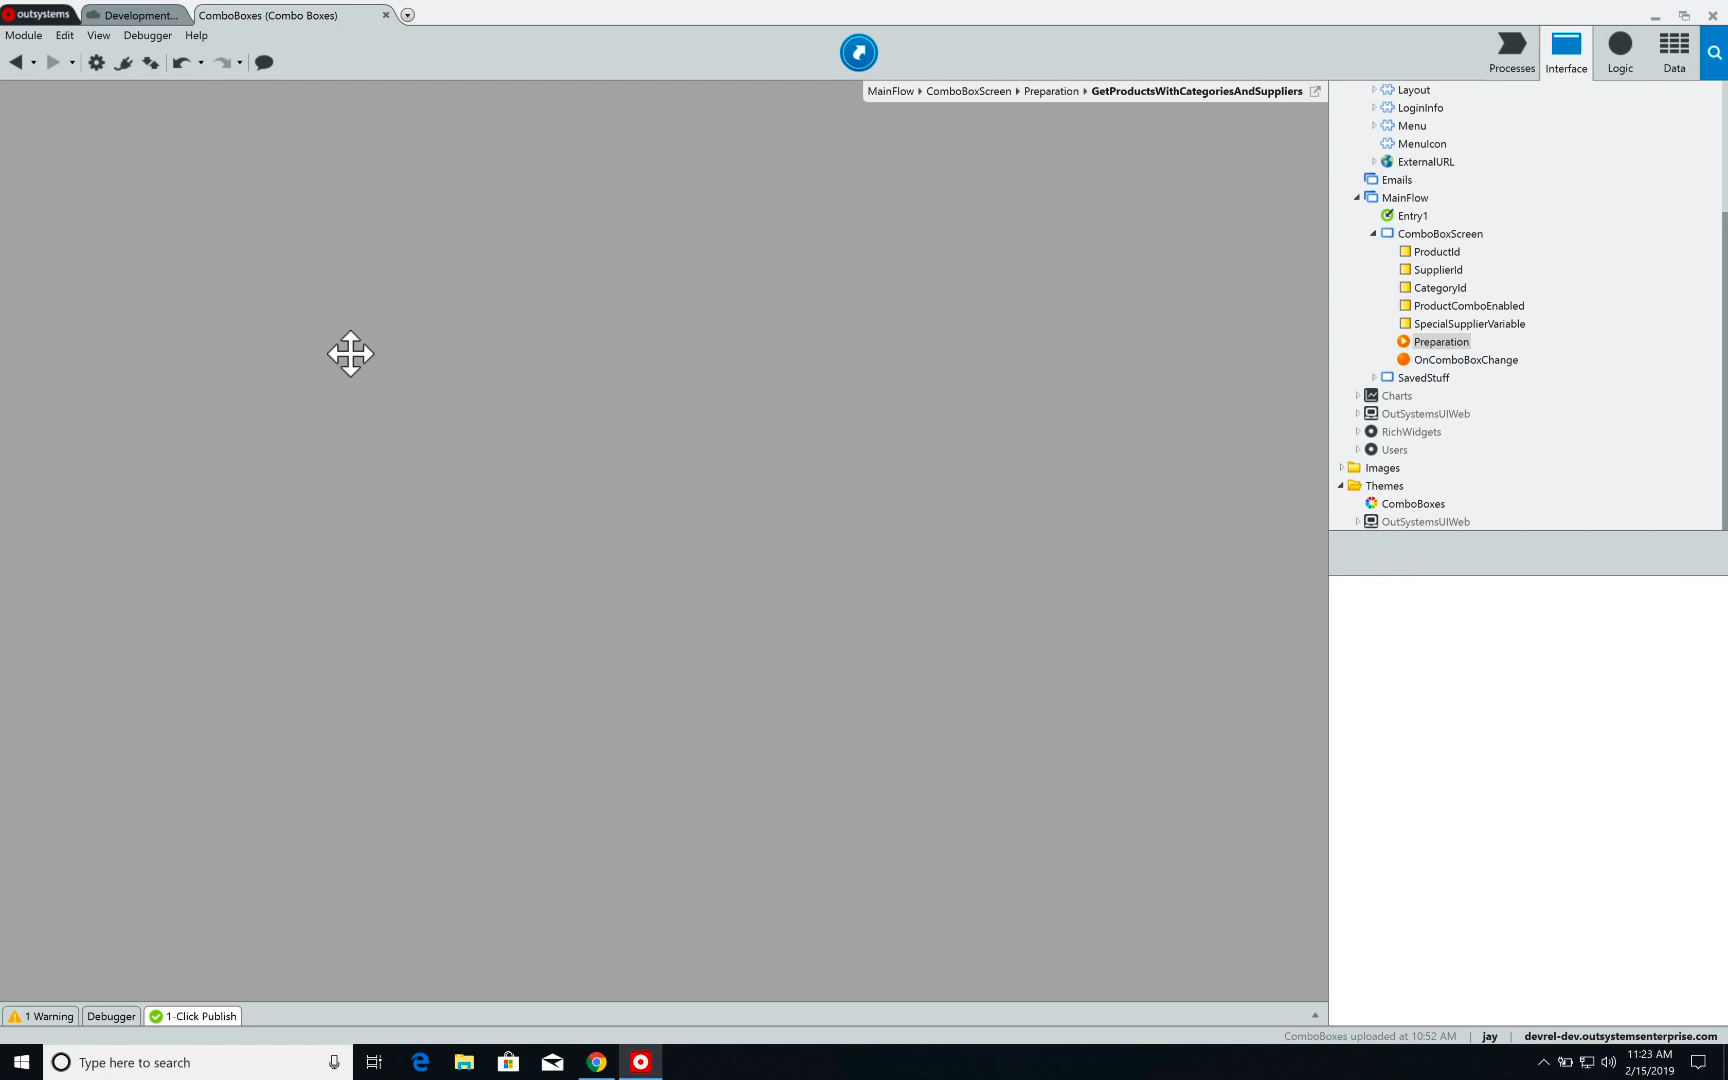 outsystems
Development...
ComboBoxes (Combo Boxes)
Module Edit View Debugger Help
Processes Interface Logic Data
MainFlow ComboBoxScreen Preparation GetProductsWithCategoriesAndSuppliers
Layout
LoginInfo
Menu
MenuIcon
ExternalURL
Emails
MainFlow
Entry1
ComboBoxScreen
ProductId
SupplierId
CategoryId
ProductComboEnabled
SpecialSupplierVariable
Preparation
OnComboBoxChange
SavedStuff
Charts
OutSystemsUIWeb
RichWidgets
Users
Images
Themes
ComboBoxes
OutSystemsUIWeb
1 Warning Debugger 1-Click Publish
ComboBoxes uploaded at 10:52 AM | jay | devrel-dev.outsystemsenterprise.com
Type here to search
11:23 AM
2/15/2019